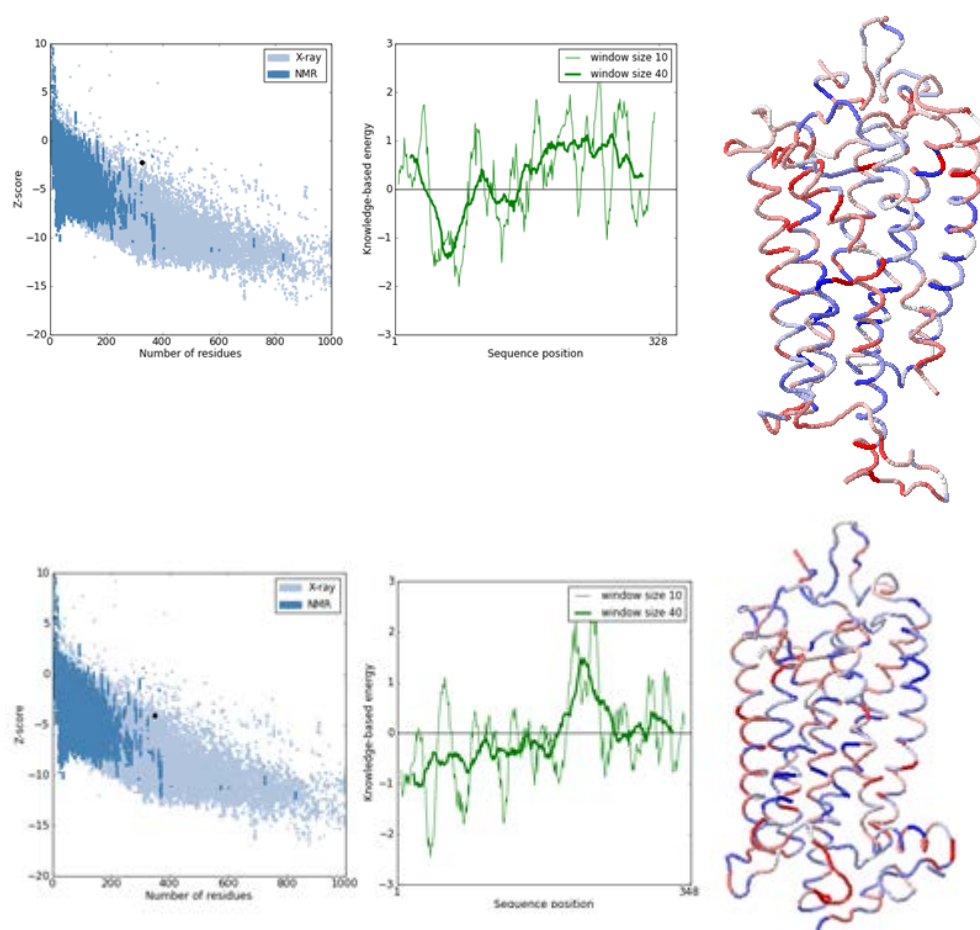 10
5
0
−5
−10
−15
−20
Z-score
X-ray
NMR
0 200 400 600 800 1000
Number of residues
3
2
1
0
−1
−2
−3
Knowledge-based energy
window size 10
window size 40
1 328
Sequence position
10
5
0
−5
−10
−15
−20
Z-score
X-ray
NMR
0 200 400 600 800 1000
Number of residues
3
2
1
0
−1
−2
−3
Knowledge-based energy
window size 10
window size 40
1 348
Sequence position